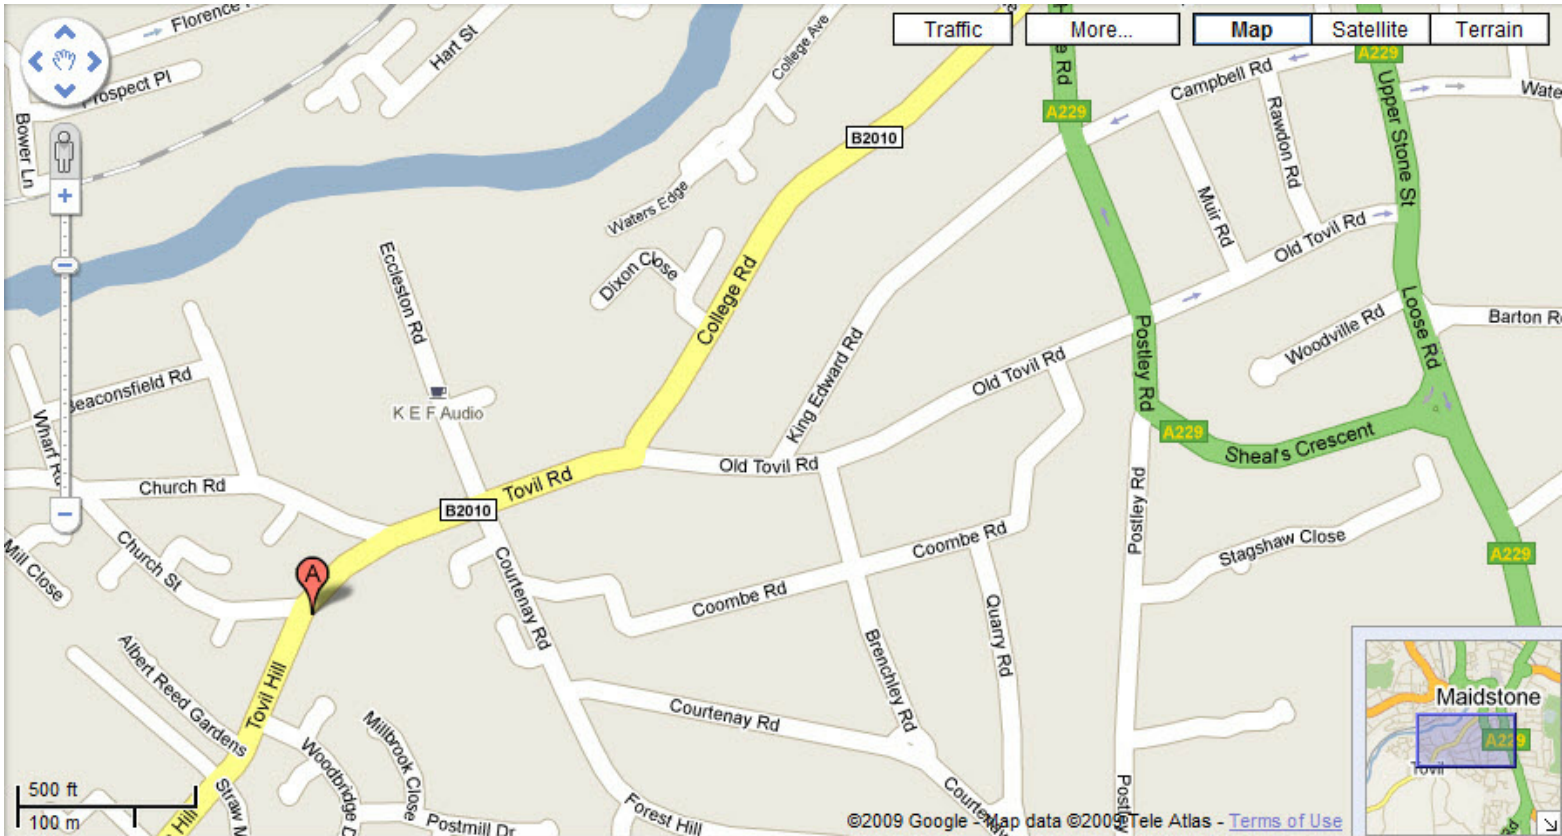 Florence
Hart St
College Ave
Traffic
More...
Map
Satellite
Terrain
A229
Prospect Pl
Campbell Rd
Rawdon Rd
Upper Stone St
Bower Ln
A229
B2010
Waters Edge
Muir Rd
Old Tovil Rd
Eccleston Rd
Dixon Close
College Rd
Loose Rd
Barton
Woodville Rd
Postley Rd
King Edward Rd
Old Tovil Rd
Beaconsfield Rd
K E F Audio
Wharf Rd
A229
Sheal's Crescent
Old Tovil Rd
Tovil Rd
Church Rd
B2010
Postley Rd
Coombe Rd
Stagshaw Close
A229
Mill Close
Church St
A
Courtenay Rd
Coombe Rd
Quarry Rd
Brenchley Rd
Albert Reed Gardens
Tovil Hill
Courtenay Rd
Millbrook Close
Woodbridge
Maidstone
A229
Tovil
500 ft
100 m
Straw
Hill
Postmill Dr
Forest Hill
Courtenay
©2009 Google - Map data ©2009 Tele Atlas - Terms of Use